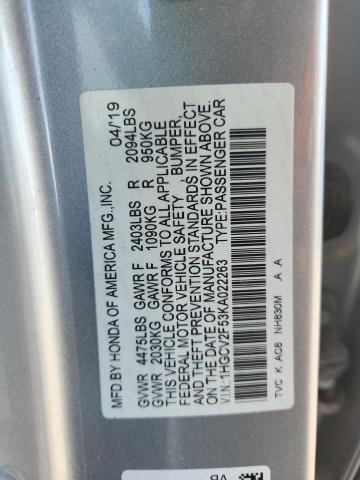 MFD BY HONDA OF AMERICA MFG.,INC. 04/19
GVWR 4475LBS GAWR F 2403LBS R 2094LBS
GVWR 2030KG GAWR F 1090KG R 950KG
THIS VEHICLE CONFORMS TO ALL APPLICABLE
FEDERAL MOTOR VEHICLE SAFETY, BUMPER,
AND THEFT PREVENTION STANDARDS IN EFFECT
ON THE DATE OF MANUFACTURE SHOWN ABOVE.
VIN:1HGCV2F53KA022263 TYPE:PASSENGER CAR
TVC K AC8 NH830M A A